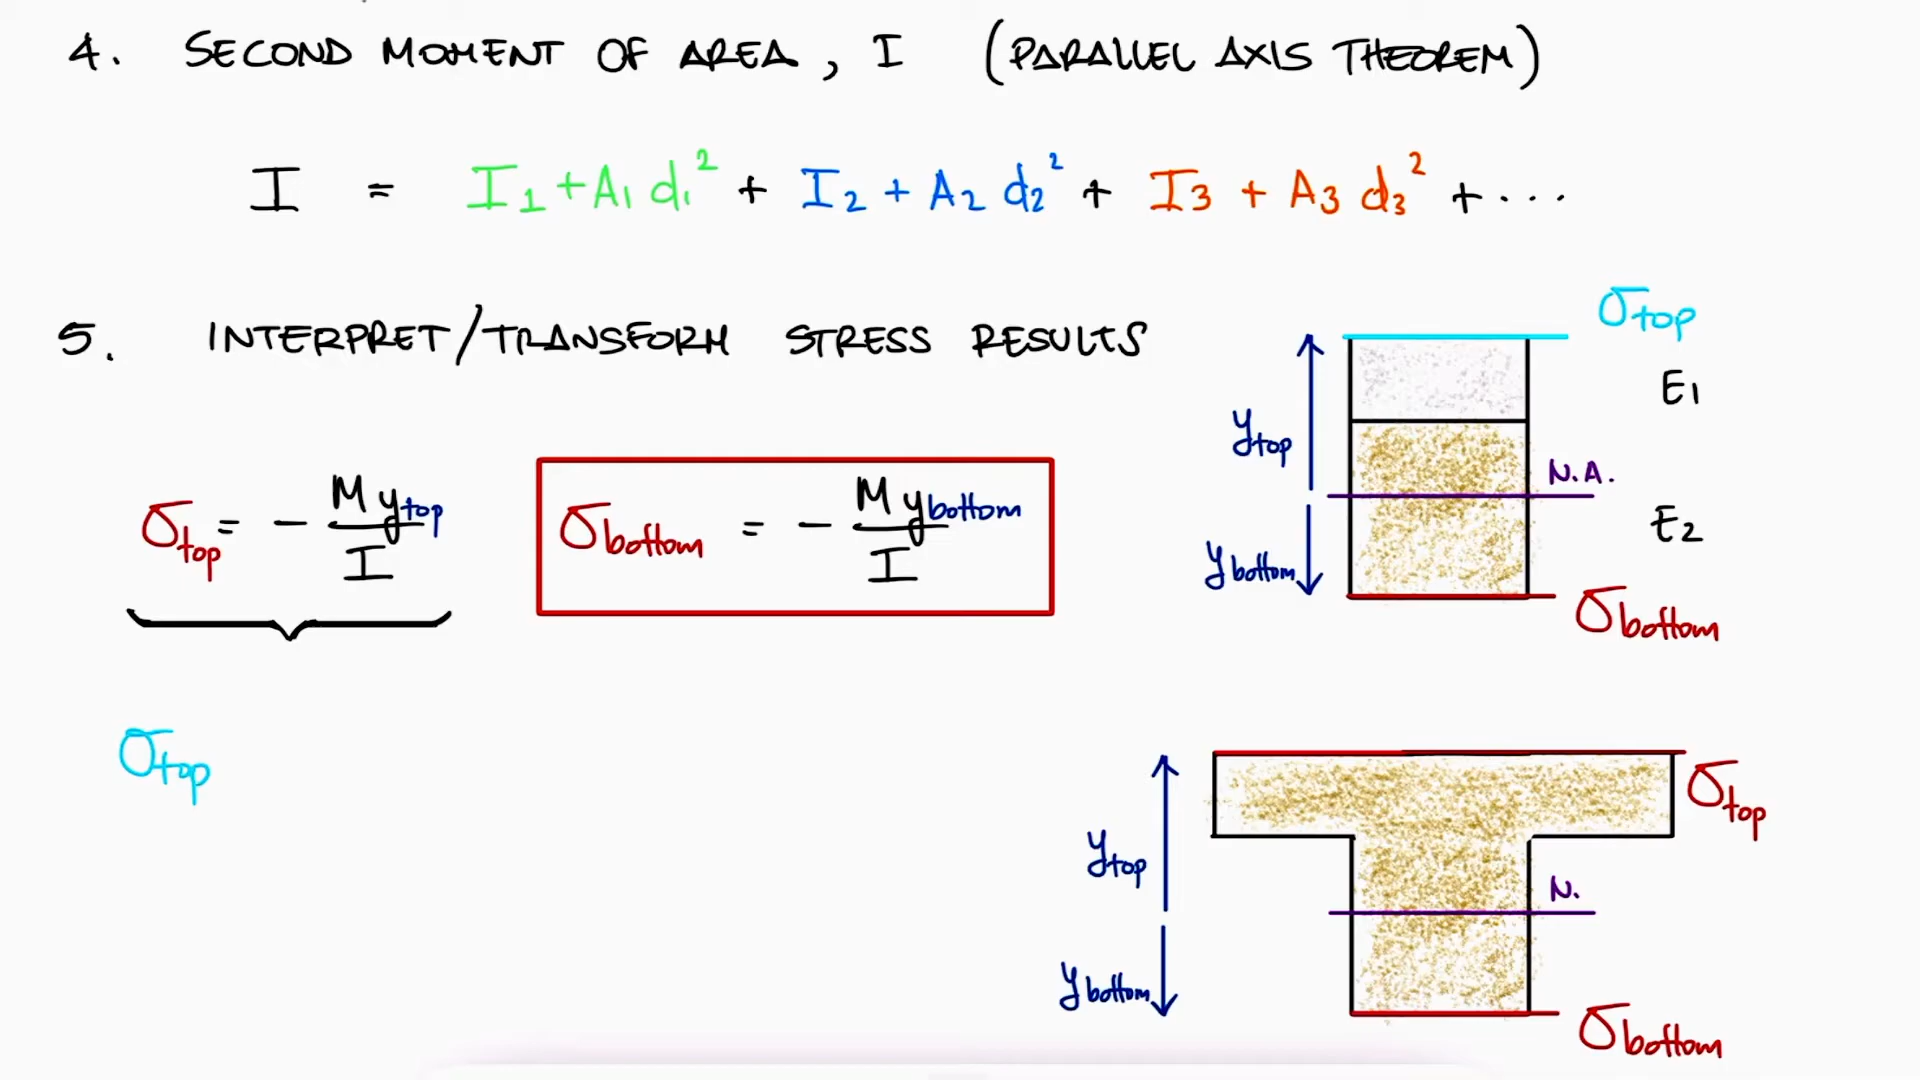 4. SECOND MOMENT OF AREA, I (PARALLEL AXIS THEOREM)
I = I₁ + A₁ d₁² + I₂ + A₂ d₂² + I₃ + A₃ d₃² + ...
5. INTERPRET/TRANSFORM STRESS RESULTS
σtop = - M ytop / I
σbottom = - M ybottom / I
σtop
σtop
E₁
ytop
N.A.
E₂
ybottom
σbottom
σtop
ytop
N.
ybottom
σbottom